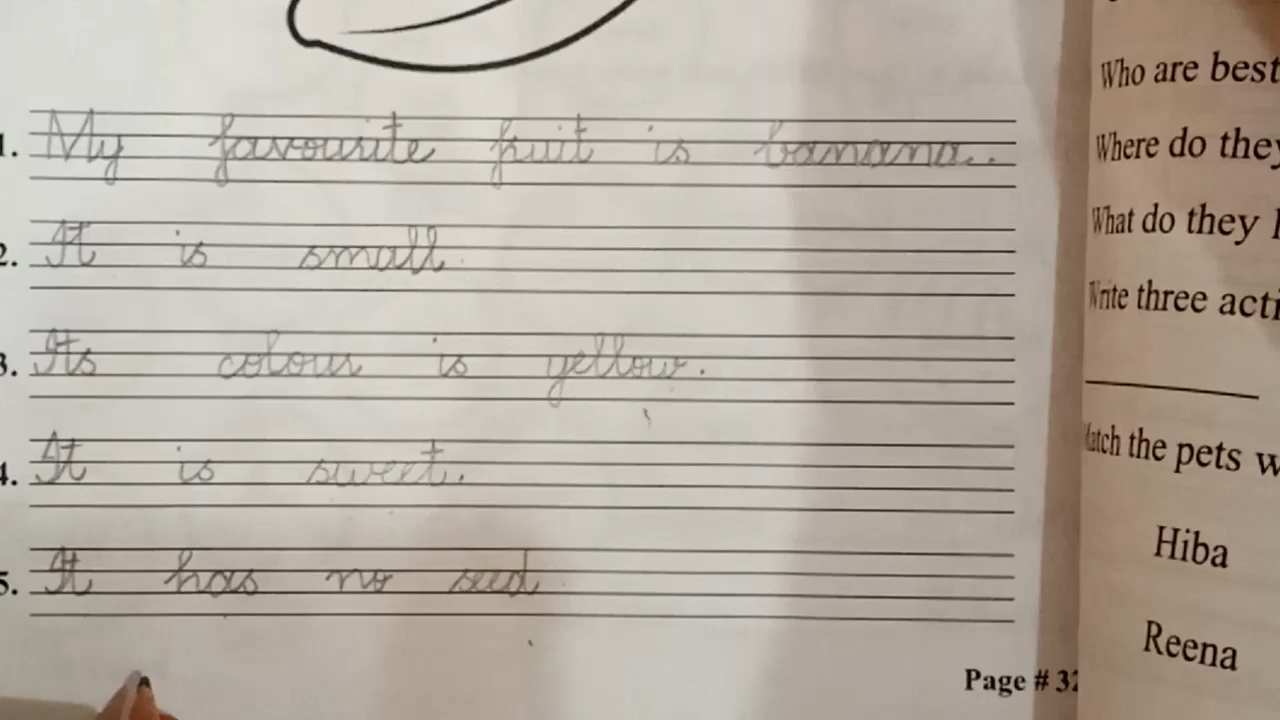 1. My favourite fruit is banana..
2. It is small.
3. Its colour is yellow.
4. It is sweet.
5. It has no seed.
Page # 32
Who are best
Where do they
What do they
Write three acti
Match the pets w
Hiba
Reena